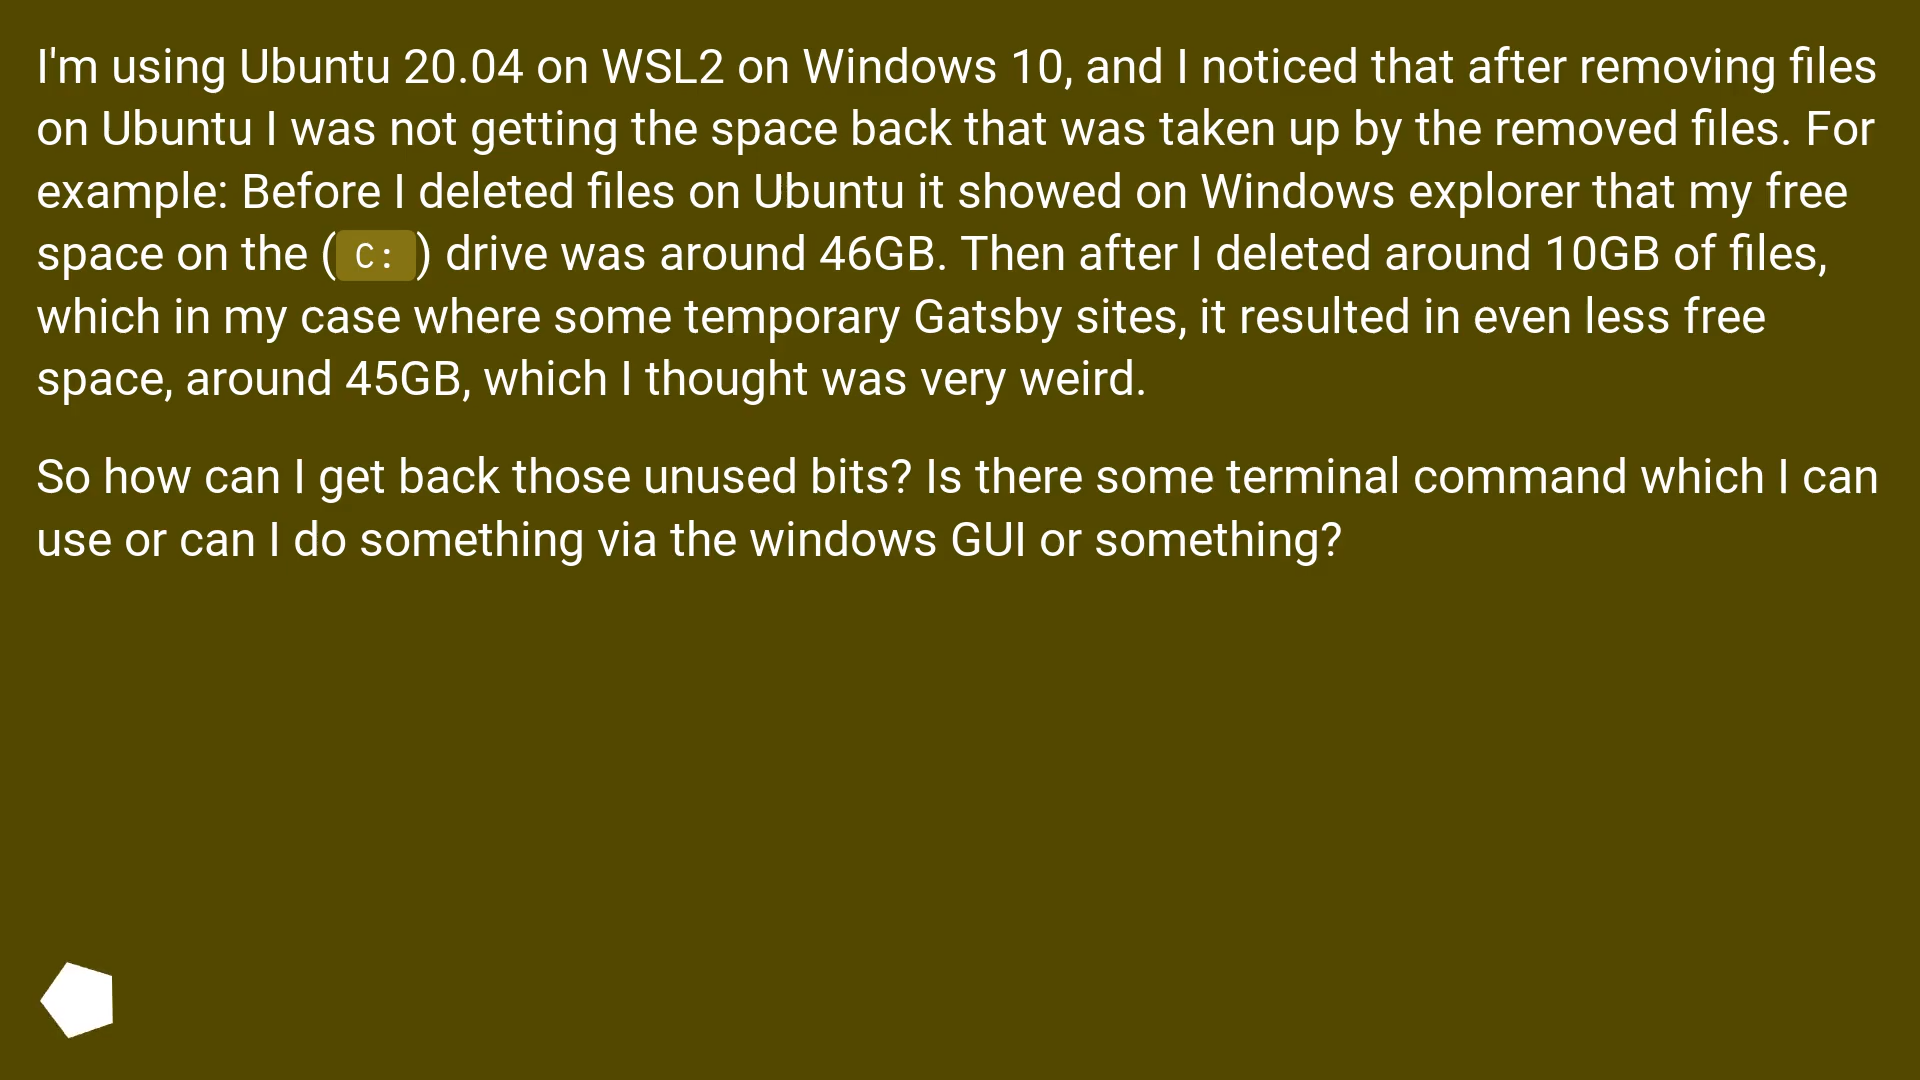 I'm using Ubuntu 20.04 on WSL2 on Windows 10, and I noticed that after removing files
on Ubuntu I was not getting the space back that was taken up by the removed files. For
example: Before I deleted files on Ubuntu it showed on Windows explorer that my free
space on the ( C: ) drive was around 46GB. Then after I deleted around 10GB of files,
which in my case where some temporary Gatsby sites, it resulted in even less free
space, around 45GB, which I thought was very weird.
So how can I get back those unused bits? Is there some terminal command which I can
use or can I do something via the windows GUI or something?